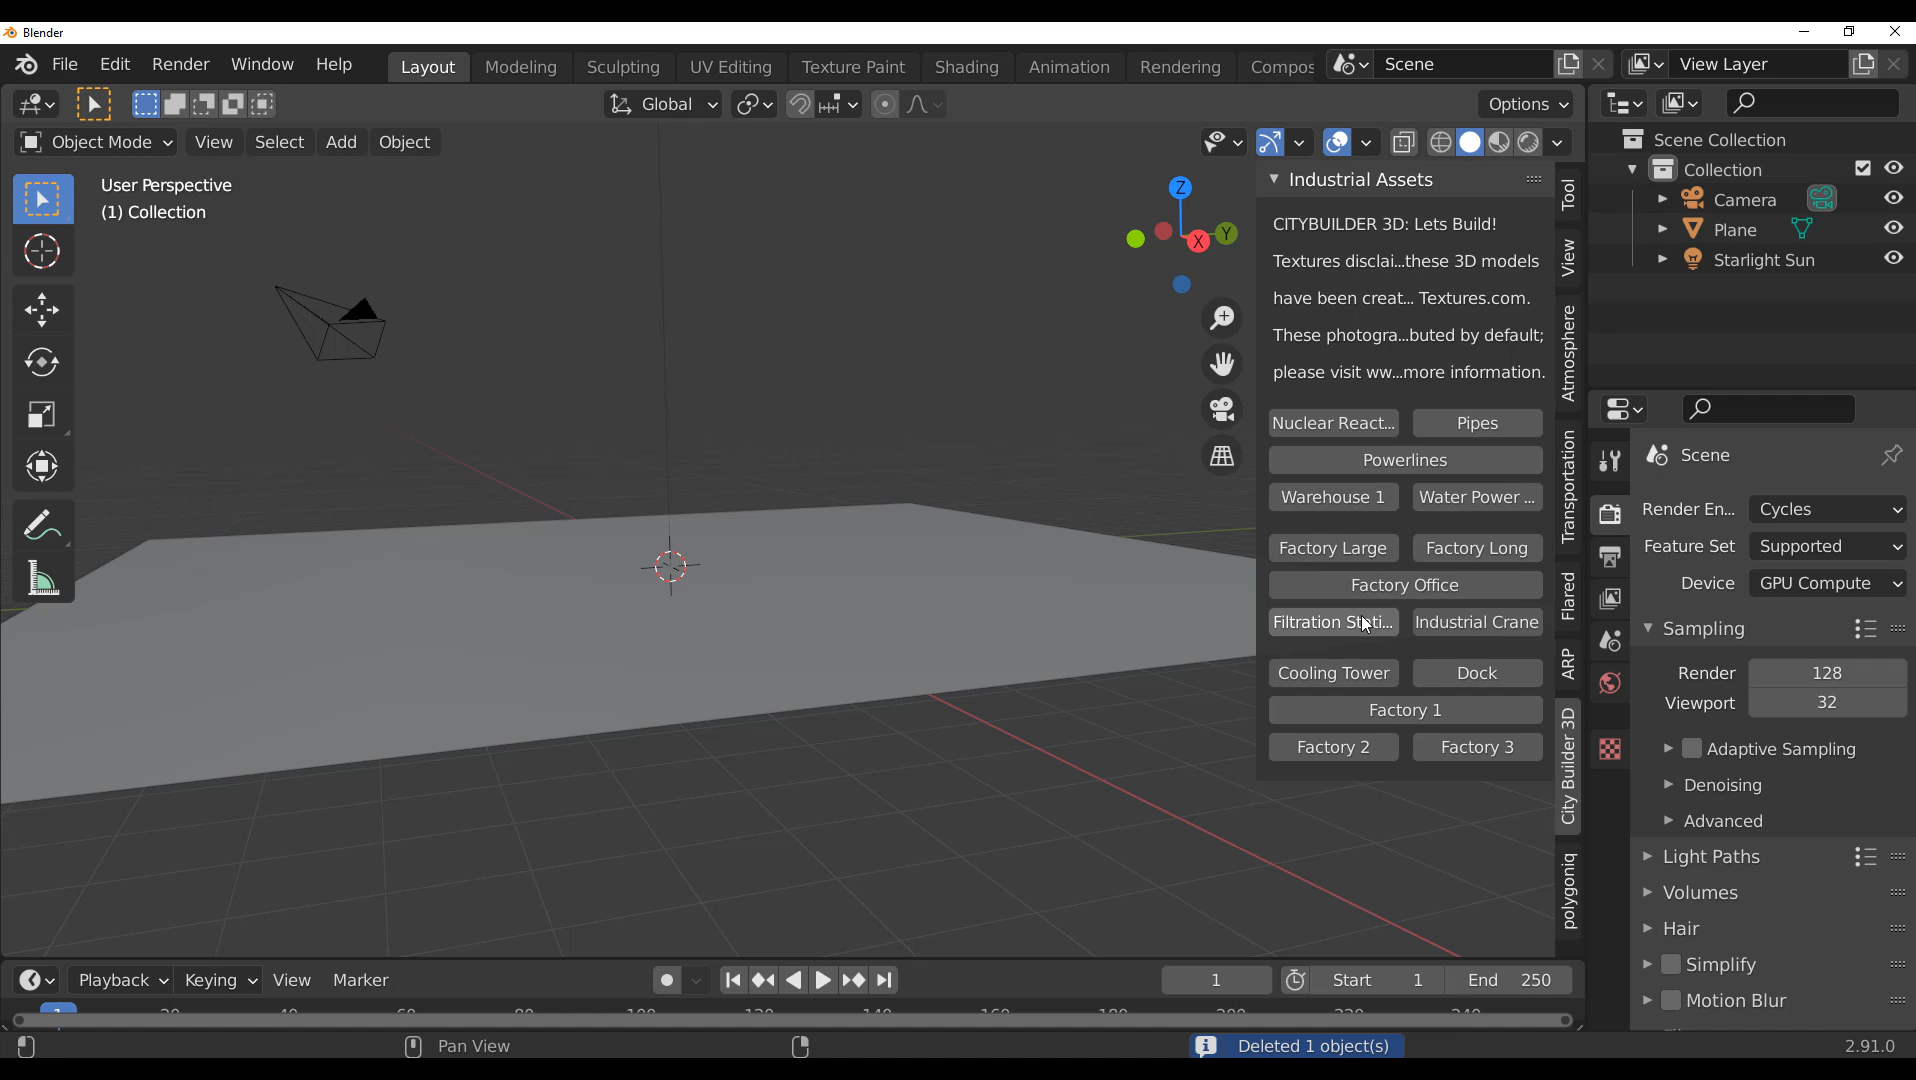 Blender
File Edit Render Window Help
Layout Modeling Sculpting UV Editing Texture Paint Shading Animation Rendering Compos
Scene
View Layer
Global
Options
Object Mode View Select Add Object
User Perspective
(1) Collection
Z
X
Y
Industrial Assets
CITYBUILDER 3D: Lets Build!
Textures disclai...these 3D models
have been creat... Textures.com.
These photogra...buted by default;
please visit ww...more information.
Nuclear React... Pipes
Powerlines
Warehouse 1 Water Power ...
Factory Large Factory Long
Factory Office
Filtration Stati... Industrial Crane
Cooling Tower Dock
Factory 1
Factory 2 Factory 3
Tool
View
Atmosphere
Transportation
Flared
ARP
City Builder 3D
polygoniq
Scene Collection
Collection
Camera
Plane
Starlight Sun
Scene
Render En... Cycles
Feature Set Supported
Device GPU Compute
Sampling
Render 128
Viewport 32
Adaptive Sampling
Denoising
Advanced
Light Paths
Volumes
Hair
Simplify
Motion Blur
Playback Keying View Marker
1
Start 1 End 250
Pan View
Deleted 1 object(s)
2.91.0